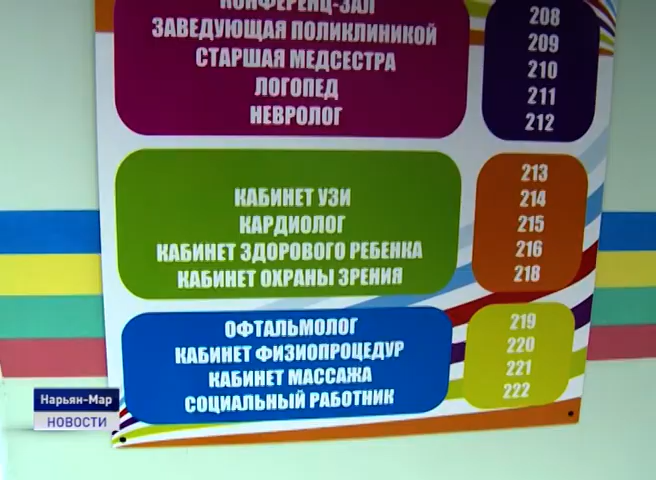 КОНФЕРЕНЦ-ЗАЛ 208
ЗАВЕДУЮЩАЯ ПОЛИКЛИНИКОЙ 209
СТАРШАЯ МЕДСЕСТРА 210
ЛОГОПЕД 211
НЕВРОЛОГ 212
213
КАБИНЕТ УЗИ 214
КАРДИОЛОГ 215
КАБИНЕТ ЗДОРОВОГО РЕБЕНКА 216
КАБИНЕТ ОХРАНЫ ЗРЕНИЯ 218
ОФТАЛЬМОЛОГ 219
КАБИНЕТ ФИЗИОПРОЦЕДУР 220
КАБИНЕТ МАССАЖА 221
СОЦИАЛЬНЫЙ РАБОТНИК 222
Нарьян-Мар
НОВОСТИ